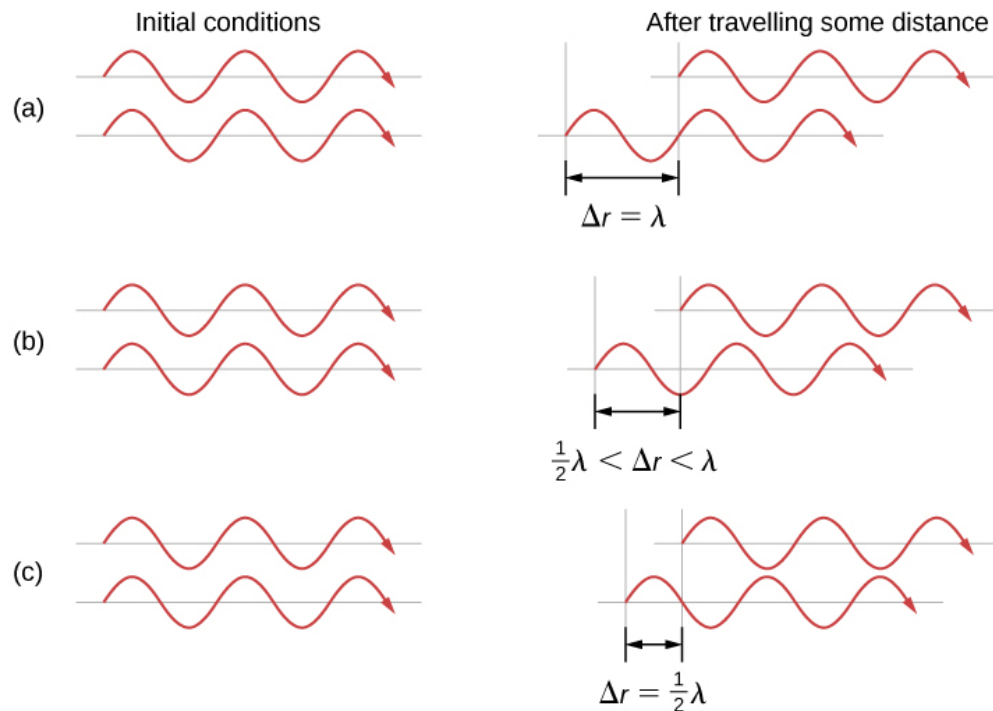 Initial conditions
After travelling some distance
(a)
Δr = λ
(b)
½λ < Δr < λ
(c)
Δr = ½λ